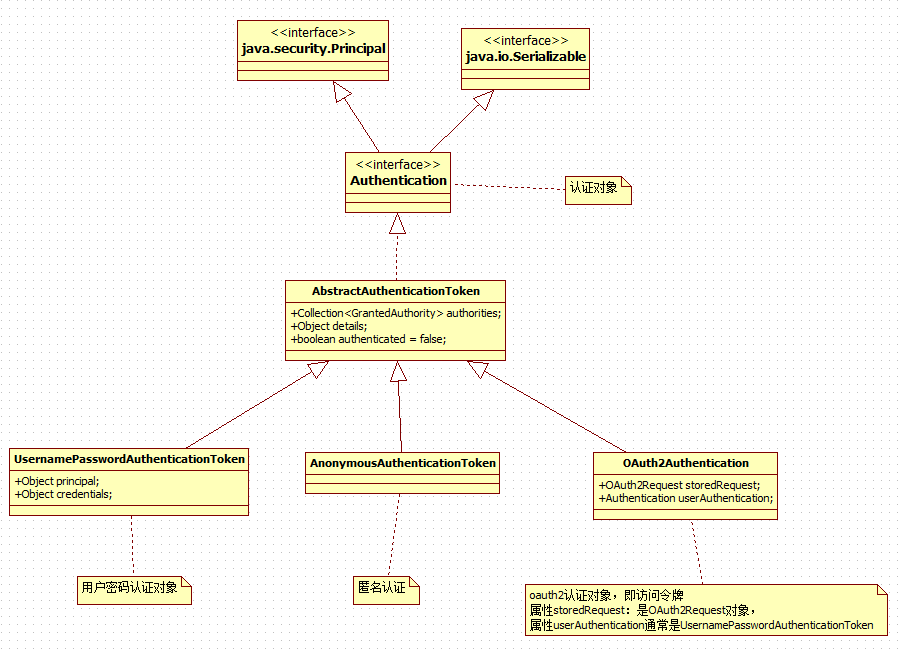 <<interface>>
java.security.Principal
<<interface>>
java.io.Serializable
<<interface>>
Authentication
认证对象
AbstractAuthenticationToken
+Collection<GrantedAuthority> authorities;
+Object details;
+boolean authenticated = false;
UsernamePasswordAuthenticationToken
+Object principal;
+Object credentials;
AnonymousAuthenticationToken
OAuth2Authentication
+OAuth2Request storedRequest;
+Authentication userAuthentication;
用户密码认证对象
匿名认证
oauth2认证对象，即访问令牌
属性storedRequest：是OAuth2Request对象，
属性userAuthentication通常是UsernamePasswordAuthenticationToken